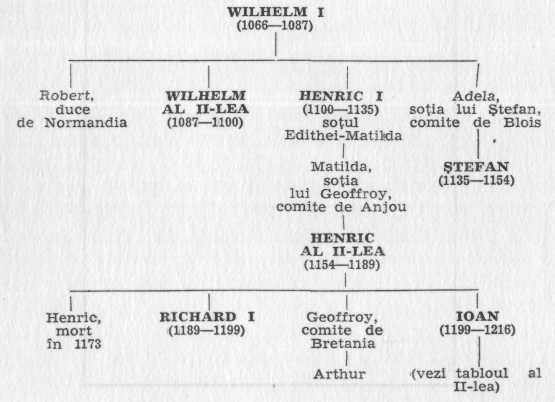 WILHELM I
(1066—1087)
Robert,
duce
de Normandia
WILHELM
AL II-LEA
(1087—1100)
HENRIC I
(1100—1135)
soțul
Edithei-Matilda
Adela,
soția lui Ștefan,
comite de Blois
Matilda,
soția
lui Geoffroy,
comite de Anjou
ȘTEFAN
(1135—1154)
HENRIC
AL II-LEA
(1154—1189)
Henric,
mort
în 1173
RICHARD I
(1189—1199)
Geoffroy,
comite de
Bretania
IOAN
(1199—1216)
Arthur
(vezi tabloul al
II-lea)